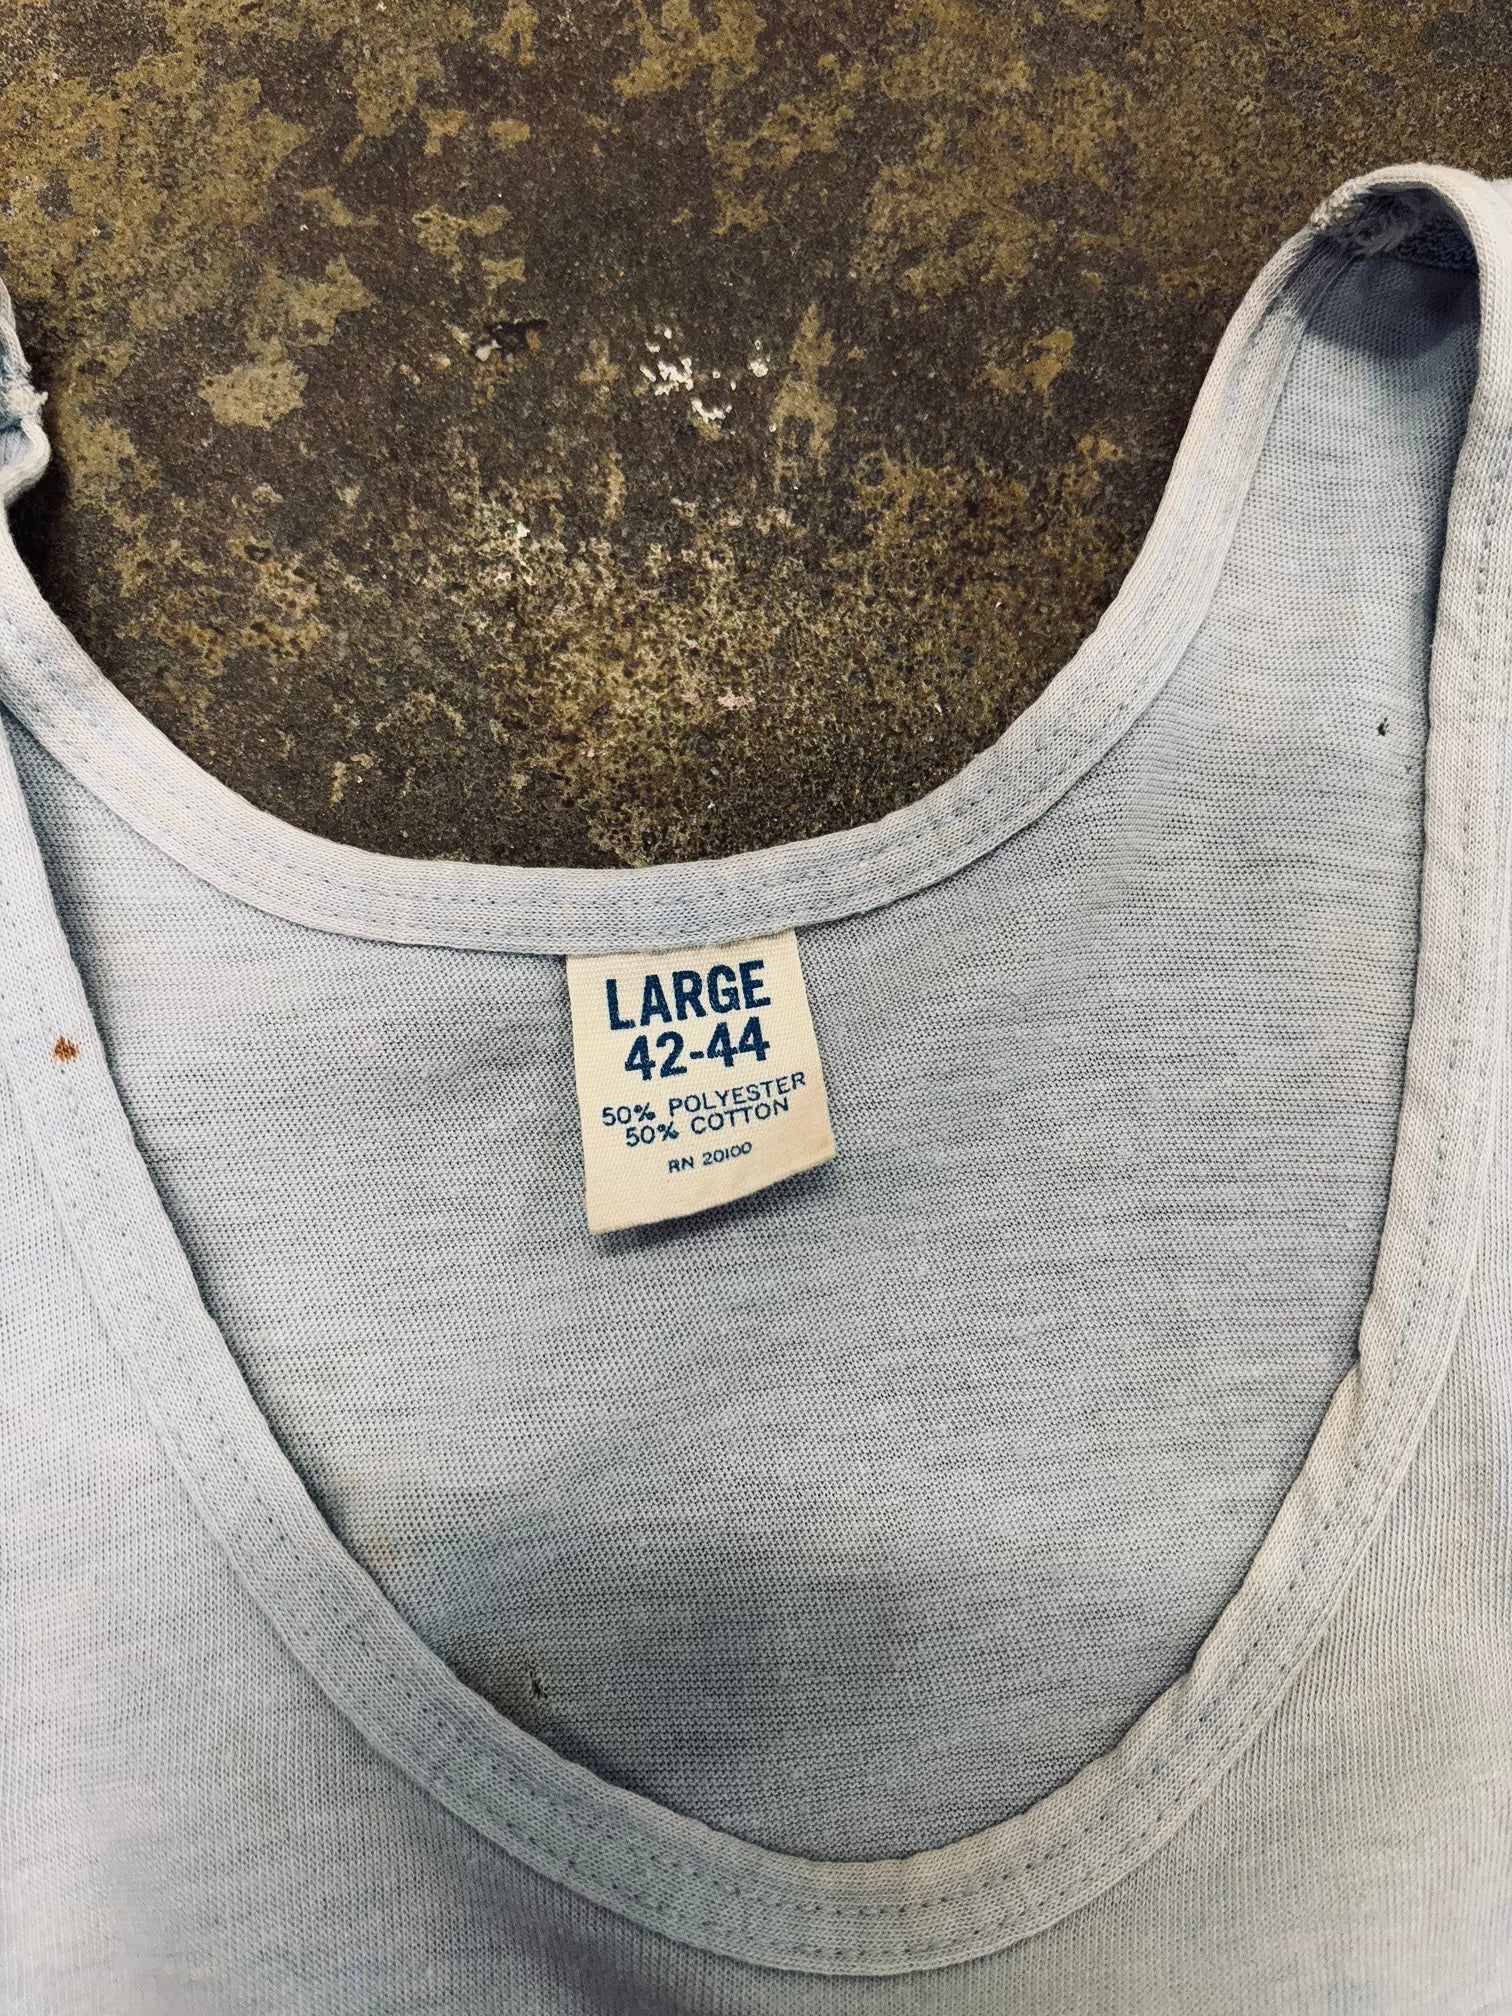 LARGE
42-44
50% POLYESTER
50% COTTON
RN 20100